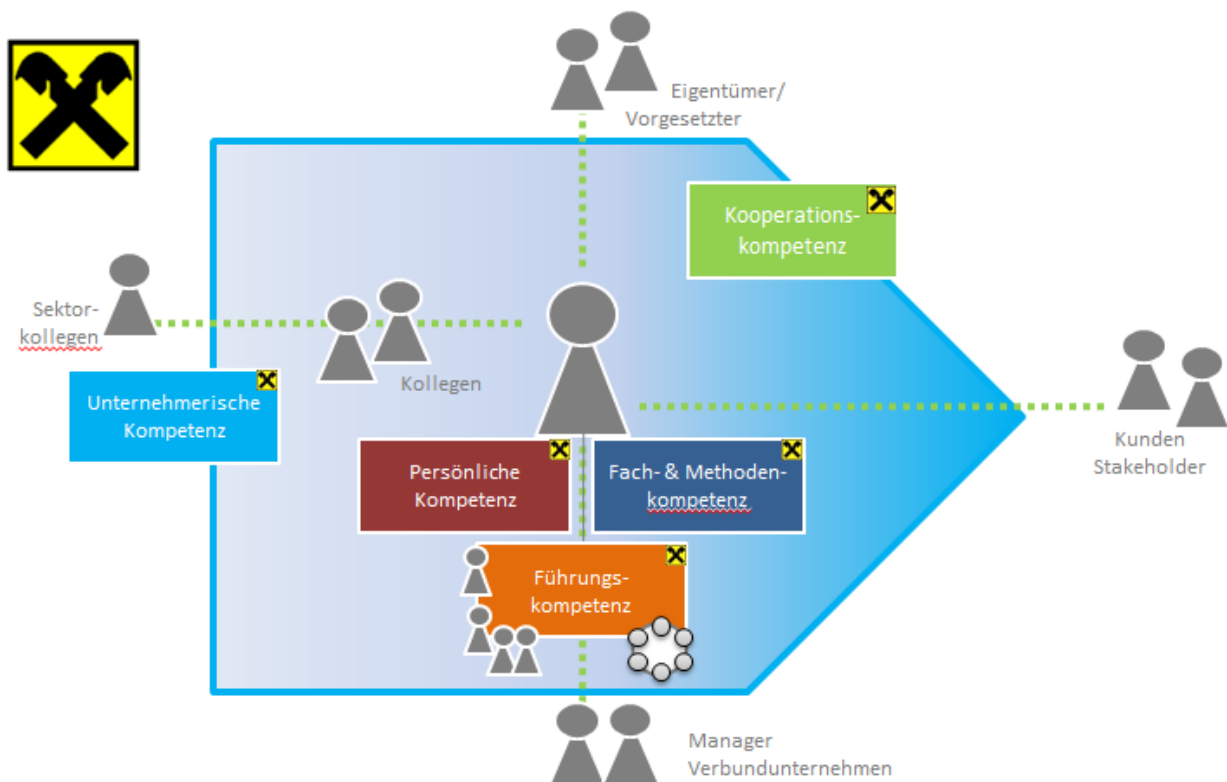 Eigentümer/
Vorgesetzter
Kooperations-
kompetenz
Sektor-
kollegen
Kollegen
Unternehmerische
Kompetenz
Kunden
Stakeholder
Persönliche
Kompetenz
Fach- & Methoden-
kompetenz
Führungs-
kompetenz
Manager
Verbundunternehmen